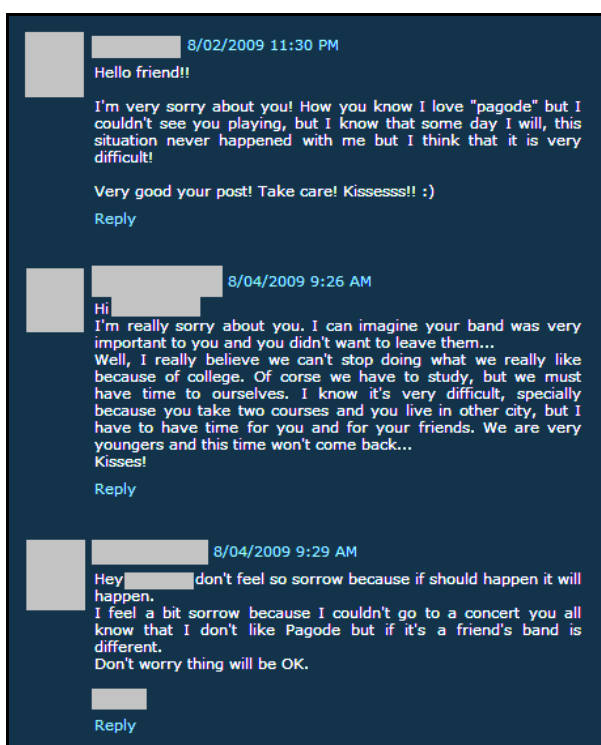 8/02/2009 11:30 PM
Hello friend!!
I'm very sorry about you! How you know I love "pagode" but I
couldn't see you playing, but I know that some day I will, this
situation never happened with me but I think that it is very
difficult!
Very good your post! Take care! Kissesss!! :)
Reply
8/04/2009 9:26 AM
Hi
I'm really sorry about you. I can imagine your band was very
important to you and you didn't want to leave them...
Well, I really believe we can't stop doing what we really like
because of college. Of corse we have to study, but we must
have time to ourselves. I know it's very difficult, specially
because you take two courses and you live in other city, but I
have to have time for you and for your friends. We are very
youngers and this time won't come back...
Kisses!
Reply
8/04/2009 9:29 AM
Hey don't feel so sorrow because if should happen it will
happen.
I feel a bit sorrow because I couldn't go to a concert you all
know that I don't like Pagode but if it's a friend's band is
different.
Don't worry thing will be OK.
Reply